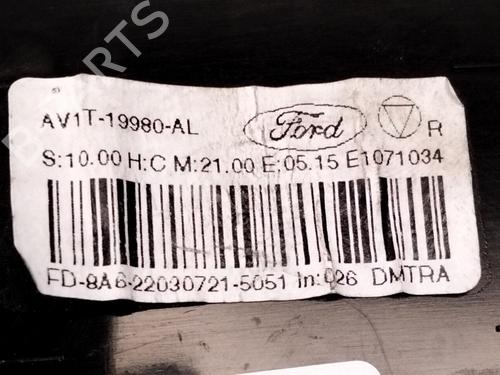 AV1T-19980-AL Ford R
S:10.00 H:C M:21.00 E:05.15 E1071034
FD-8A6-22030721-5051 In:026 DMTRA